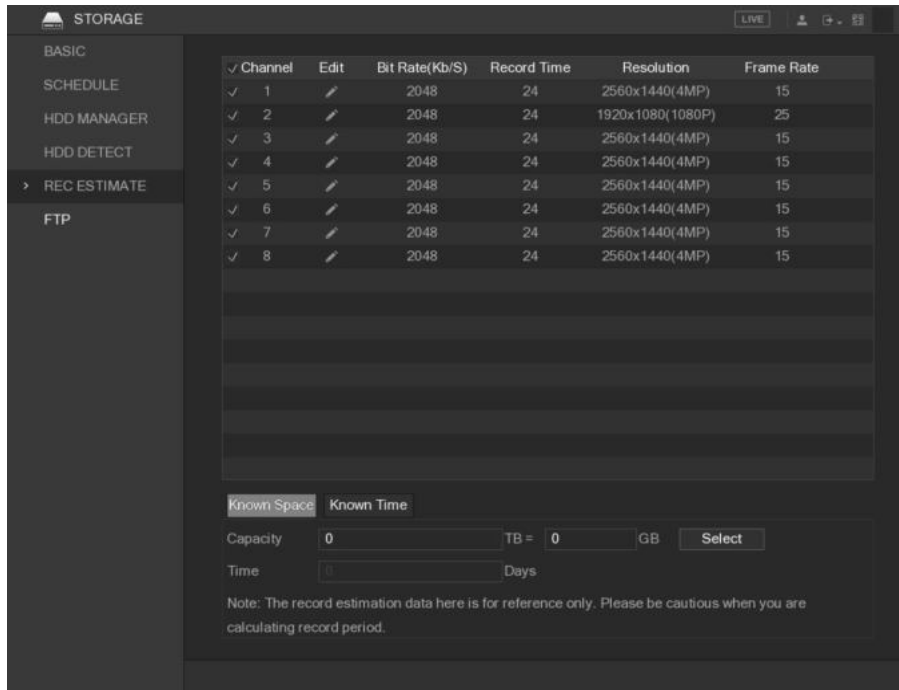 STORAGE LIVE
BASIC
SCHEDULE
HDD MANAGER
HDD DETECT
REC ESTIMATE
FTP
Channel Edit Bit Rate(Kb/S) Record Time Resolution Frame Rate
1 2048 24 2560x1440(4MP) 15
2 2048 24 1920x1080(1080P) 25
3 2048 24 2560x1440(4MP) 15
4 2048 24 2560x1440(4MP) 15
5 2048 24 2560x1440(4MP) 15
6 2048 24 2560x1440(4MP) 15
7 2048 24 2560x1440(4MP) 15
8 2048 24 2560x1440(4MP) 15
Known Space Known Time
Capacity 0 TB = 0 GB Select
Time 0 Days
Note: The record estimation data here is for reference only. Please be cautious when you are
calculating record period.